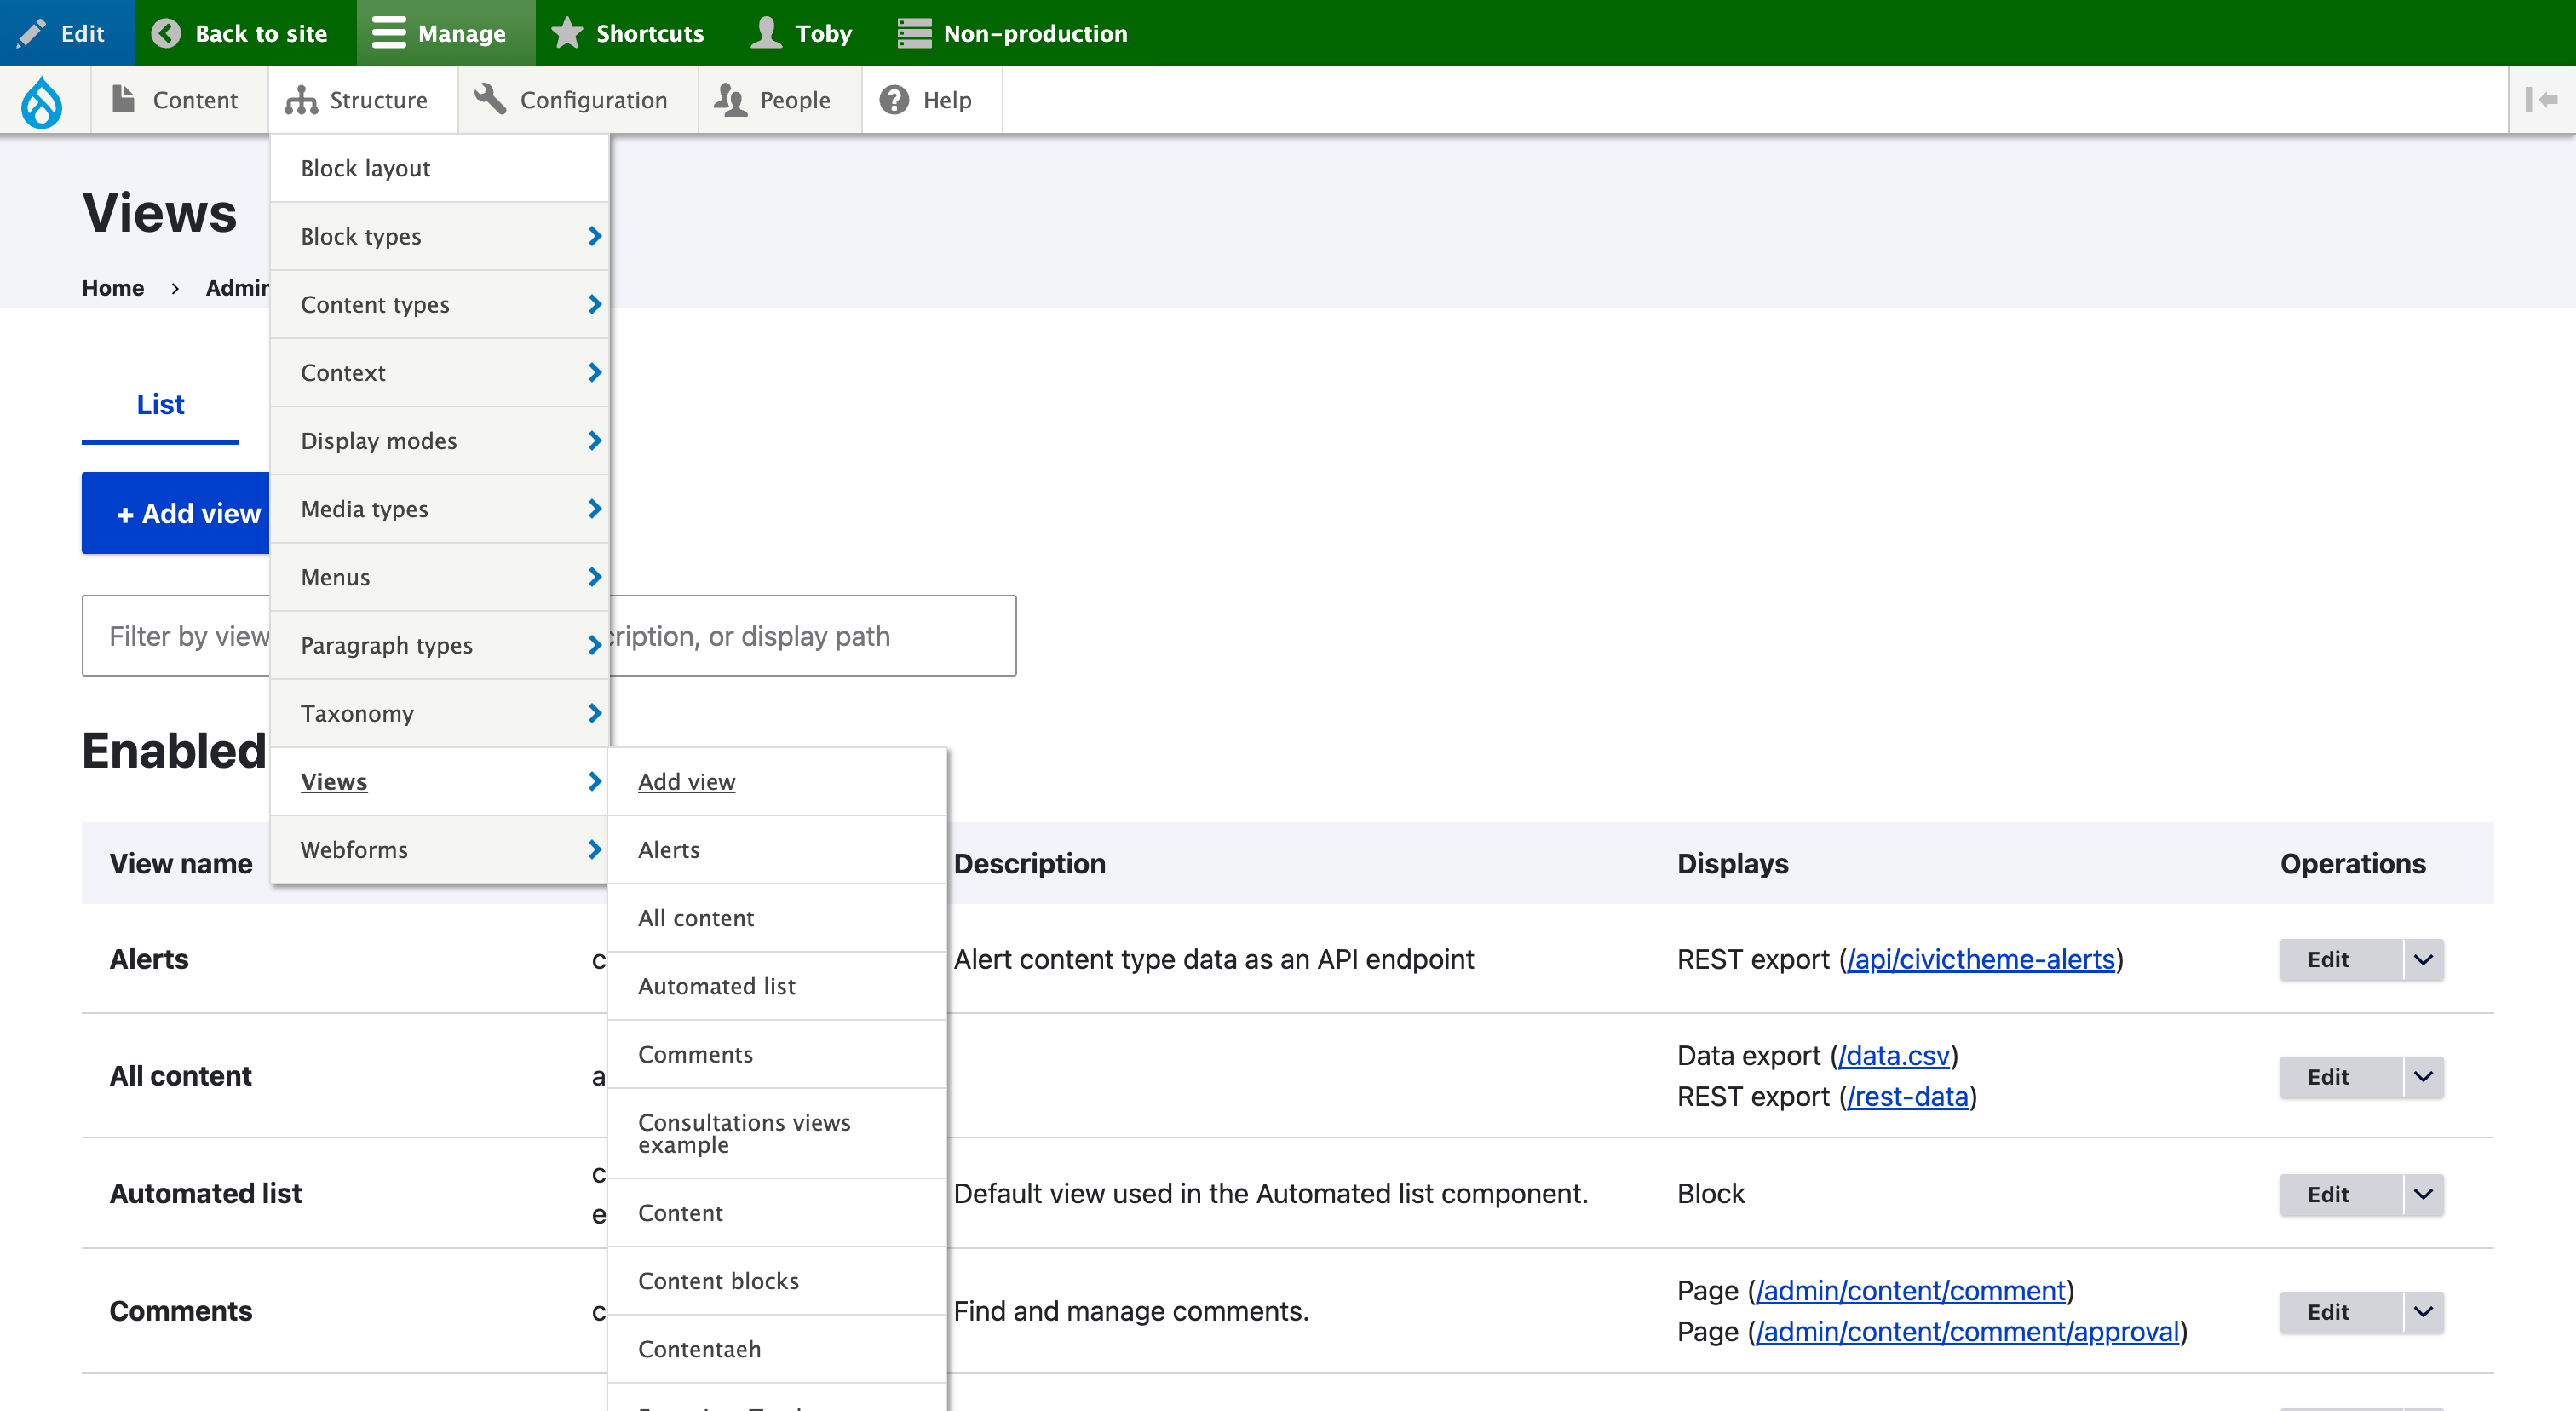 Edit
Back to site
Manage
Shortcuts
Toby
Non-production
Content
Structure
Configuration
People
Help
Views
Home
Block layout
Block types
Content types
Context
Display modes
Media types
Menus
Paragraph types
Taxonomy
Views
Webforms
List
+ Add view
Filter by view
or display path
Enabled
Add view
Alerts
All content
Automated list
Comments
Consultations views
example
Content
Content blocks
Contentaeh
View name Description Displays Operations
Alerts Alert content type data as an API endpoint REST export (/api/civictheme-alerts) Edit
All content Data export (/data.csv) Edit
REST export (/rest-data)
Automated list Default view used in the Automated list component. Block Edit
Comments Find and manage comments. Page (/admin/content/comment) Edit
Page (/admin/content/comment/approval)